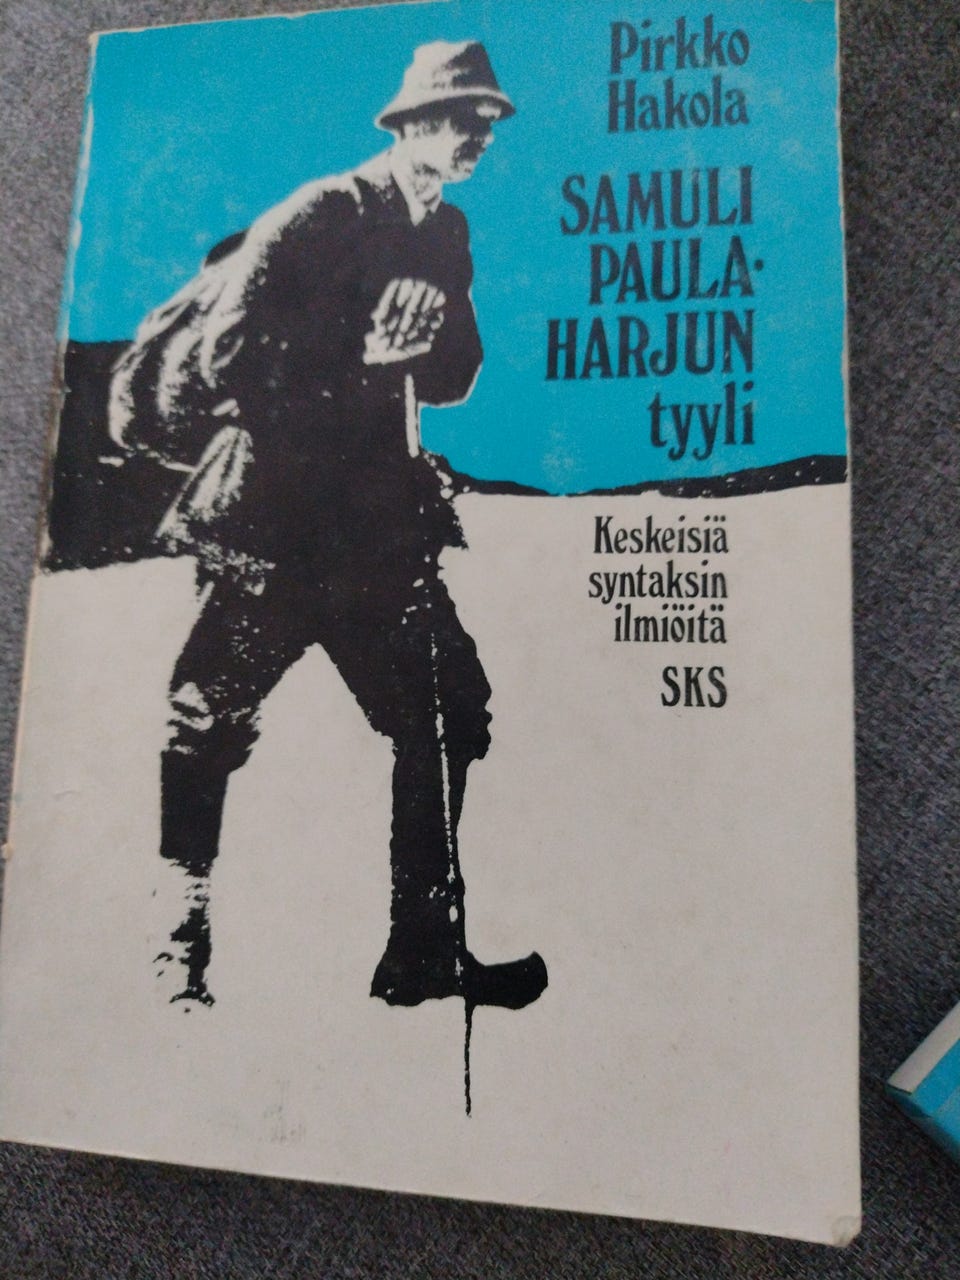 Pirkko
Hakola
SAMULI
PAULA-
HARJUN
tyyli
Keskeisiä
syntaksin
ilmiöitä
SKS